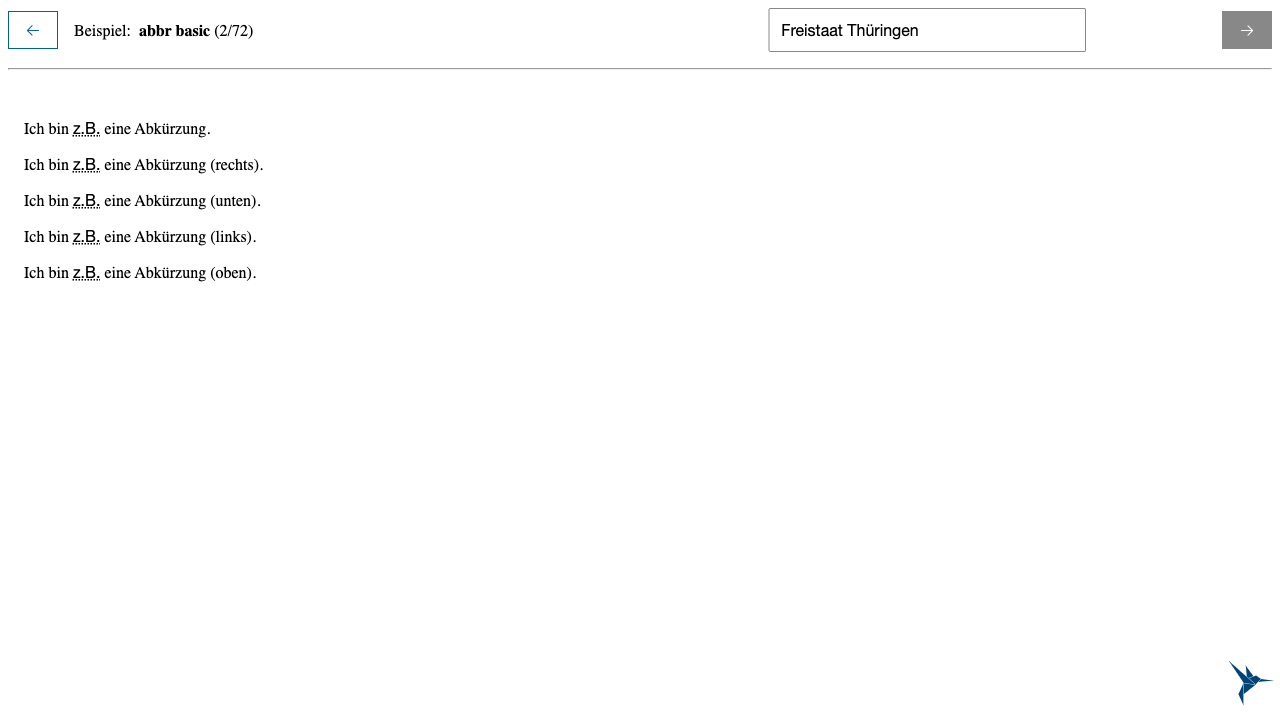 ← Beispiel: abbr basic (2/72) Freistaat Thüringen →
Ich bin z.B. eine Abkürzung.
Ich bin z.B. eine Abkürzung (rechts).
Ich bin z.B. eine Abkürzung (unten).
Ich bin z.B. eine Abkürzung (links).
Ich bin z.B. eine Abkürzung (oben).